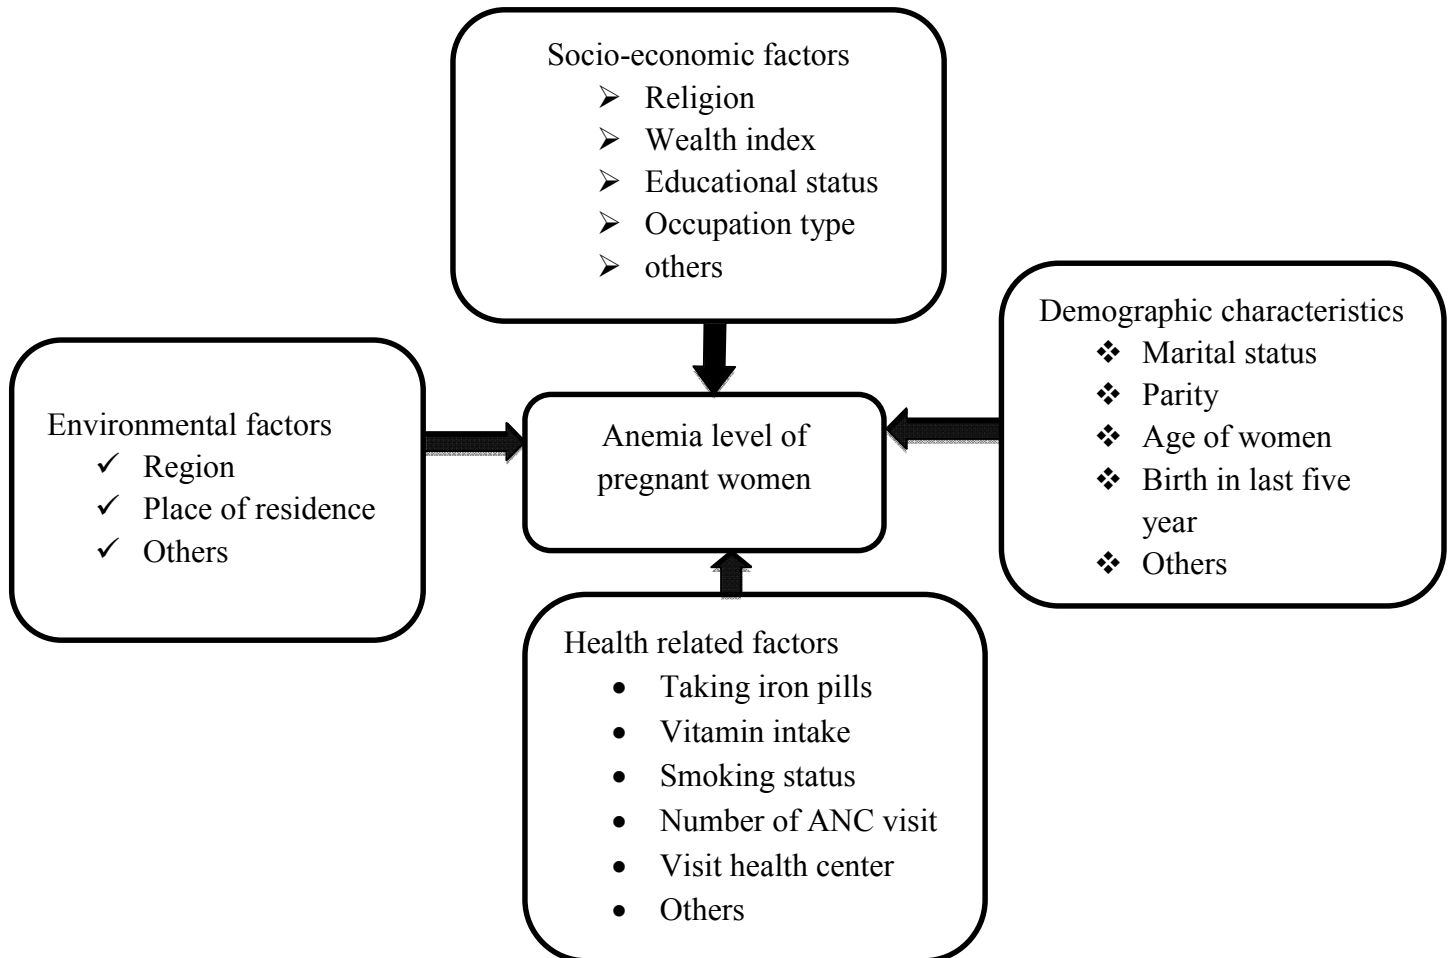 Socio-economic factors
➢ Religion
➢ Wealth index
➢ Educational status
➢ Occupation type
➢ others
Demographic characteristics
❖ Marital status
❖ Parity
❖ Age of women
❖ Birth in last five
year
❖ Others
Environmental factors
✓ Region
✓ Place of residence
✓ Others
Anemia level of
pregnant women
Health related factors
• Taking iron pills
• Vitamin intake
• Smoking status
• Number of ANC visit
• Visit health center
• Others